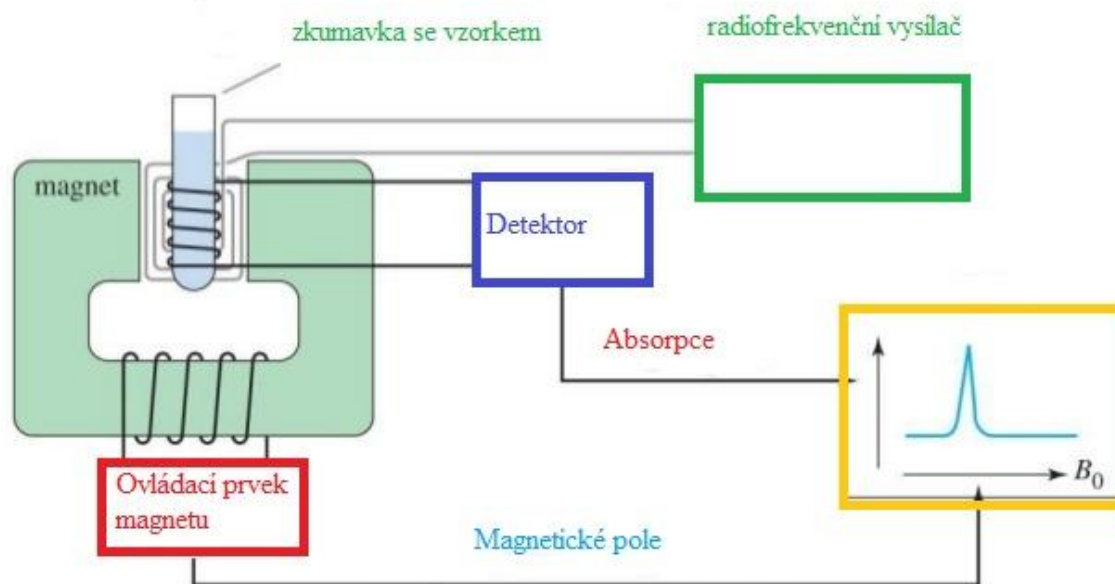 zkumavka se vzorkem
radiofrekvenční vysílač
magnet
Detektor
Absorpce
B0
Ovládací prvek
magnetu
Magnetické pole